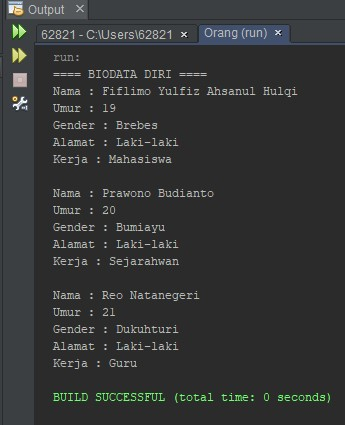 Output
62821 - C:\Users\62821
Orang (run)
run:
==== BIODATA DIRI ====
Nama : Fiflimo Yulfiz Ahsanul Hulqi
Umur : 19
Gender : Brebes
Alamat : Laki-laki
Kerja : Mahasiswa
Nama : Prawono Budianto
Umur : 20
Gender : Bumiayu
Alamat : Laki-laki
Kerja : Sejarahwan
Nama : Reo Natanegeri
Umur : 21
Gender : Dukuhturi
Alamat : Laki-laki
Kerja : Guru
BUILD SUCCESSFUL (total time: 0 seconds)